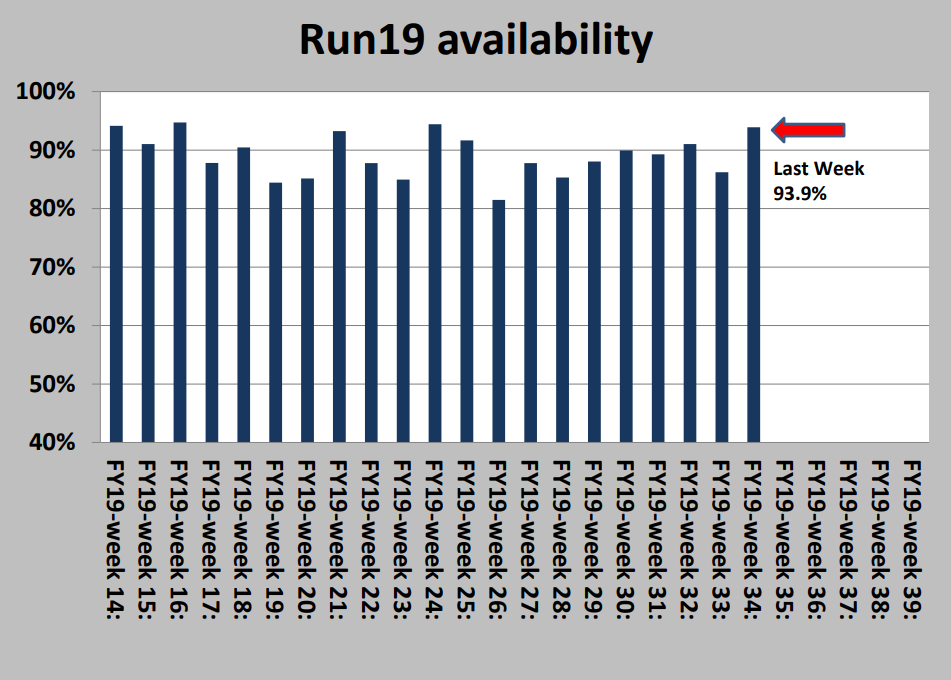 Run19 availability
100%
90%
80%
70%
60%
50%
40%
Last Week
93.9%
FY19-week 14:
FY19-week 15:
FY19-week 16:
FY19-week 17:
FY19-week 18:
FY19-week 19:
FY19-week 20:
FY19-week 21:
FY19-week 22:
FY19-week 23:
FY19-week 24:
FY19-week 25:
FY19-week 26:
FY19-week 27:
FY19-week 28:
FY19-week 29:
FY19-week 30:
FY19-week 31:
FY19-week 32:
FY19-week 33:
FY19-week 34:
FY19-week 35:
FY19-week 36:
FY19-week 37:
FY19-week 38:
FY19-week 39: